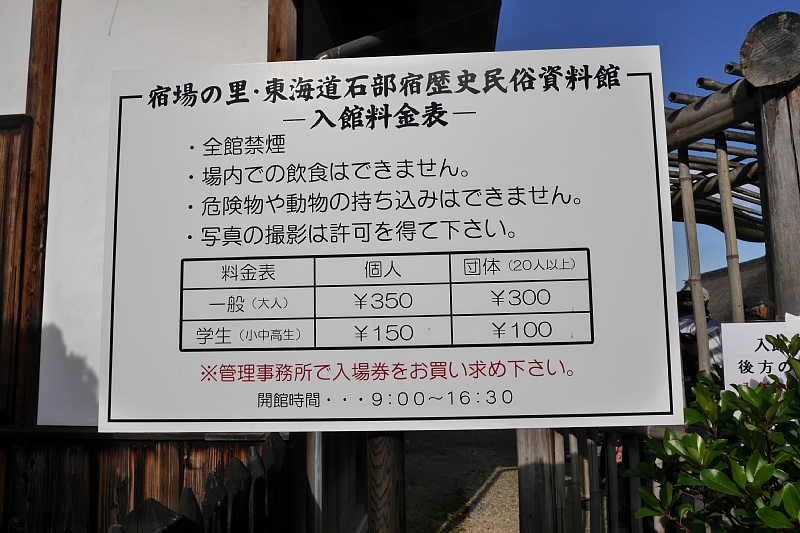 宿場の里・東海道石部宿歴史民俗資料館
―入館料金表―
・全館禁煙
・場内での飲食はできません。
・危険物や動物の持ち込みはできません。
・写真の撮影は許可を得て下さい。
料金表 個人 団体（20人以上）
一般（大人） ￥350 ￥300
学生（小中高生） ￥150 ￥100
※管理事務所で入場券をお買い求め下さい。
開館時間・・・9:00～16:30
入
後方の